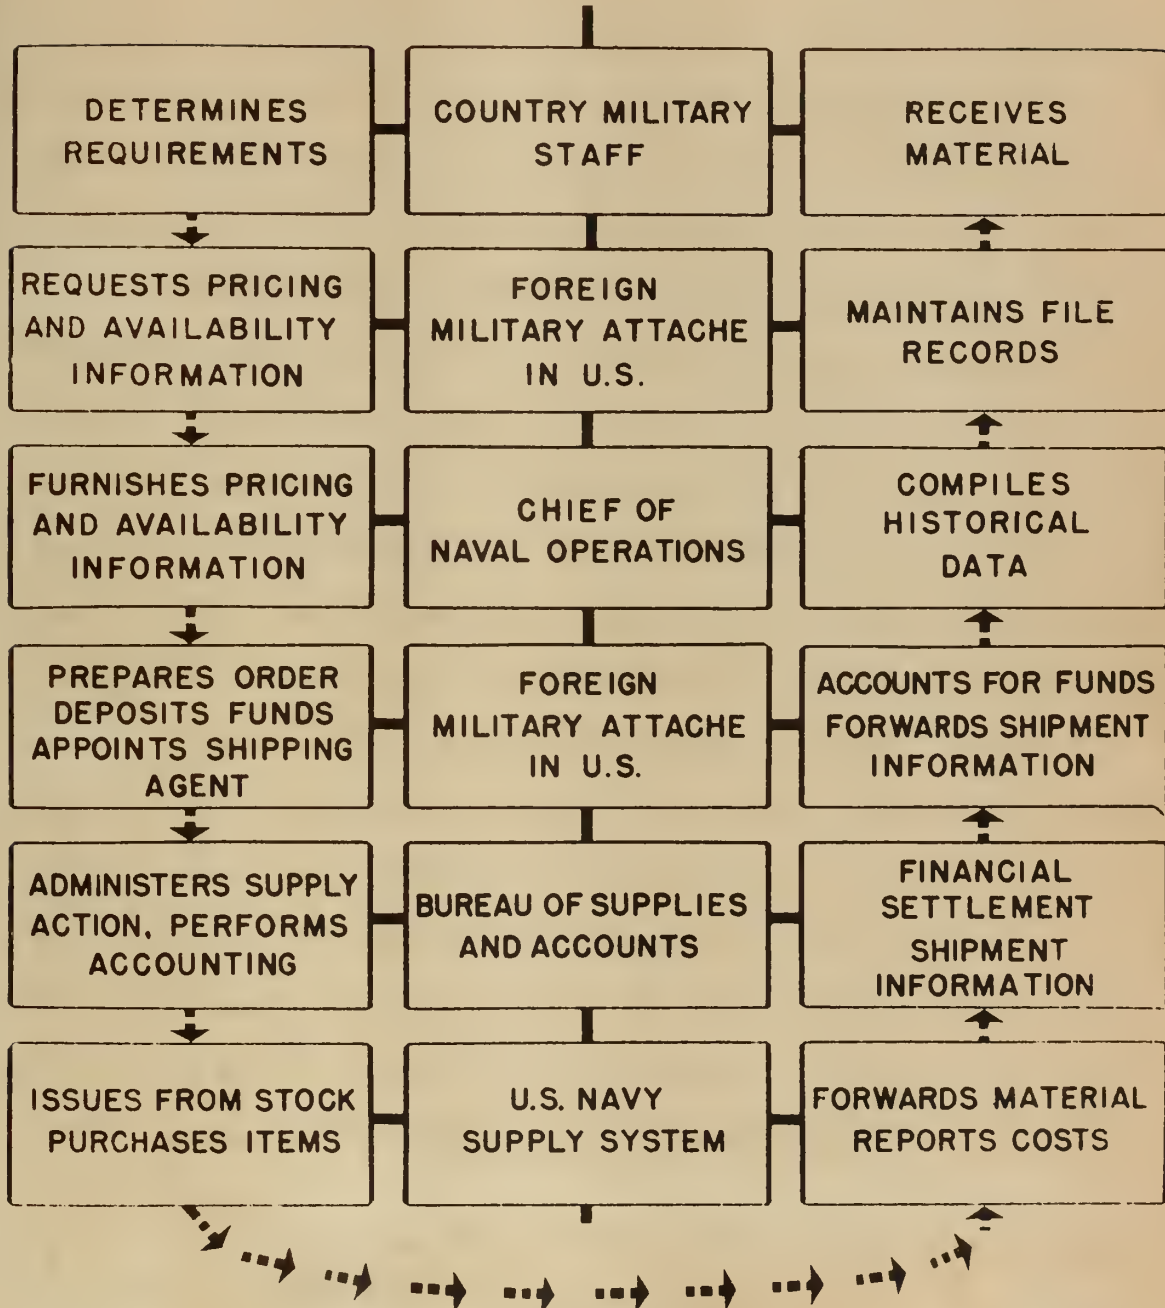 DETERMINES
REQUIREMENTS
COUNTRY MILITARY
STAFF
RECEIVES
MATERIAL
REQUESTS PRICING
AND AVAILABILITY
INFORMATION
FOREIGN
MILITARY ATTACHE
IN U.S.
MAINTAINS FILE
RECORDS
FURNISHES PRICING
AND AVAILABILITY
INFORMATION
CHIEF OF
NAVAL OPERATIONS
COMPILES
HISTORICAL
DATA
PREPARES ORDER
DEPOSITS FUNDS
APPOINTS SHIPPING
AGENT
FOREIGN
MILITARY ATTACHE
IN U.S.
ACCOUNTS FOR FUNDS
FORWARDS SHIPMENT
INFORMATION
ADMINISTERS SUPPLY
ACTION, PERFORMS
ACCOUNTING
BUREAU OF SUPPLIES
AND ACCOUNTS
FINANCIAL
SETTLEMENT
SHIPMENT
INFORMATION
ISSUES FROM STOCK
PURCHASES ITEMS
U.S. NAVY
SUPPLY SYSTEM
FORWARDS MATERIAL
REPORTS COSTS